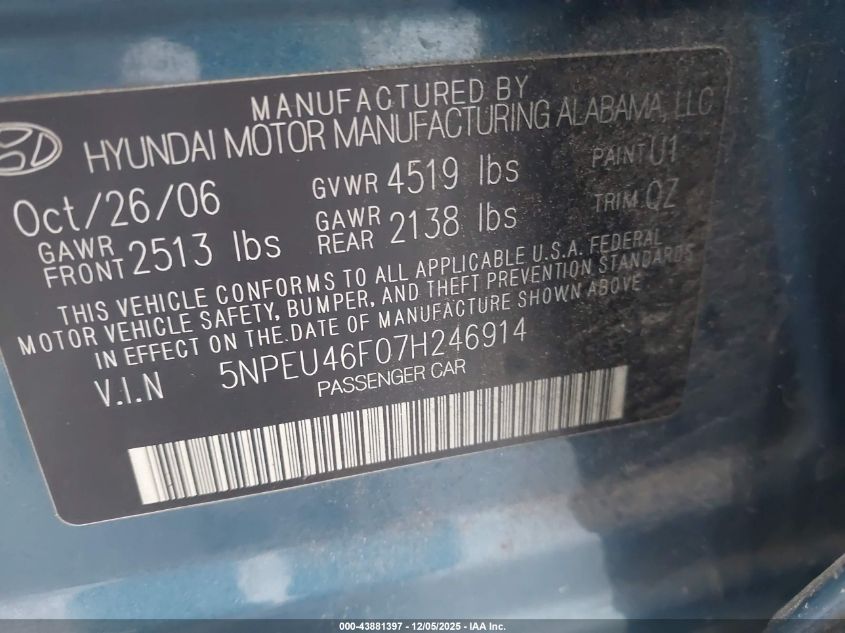 MANUFACTURED BY
HYUNDAI MOTOR MANUFACTURING ALABAMA, LLC
Oct/26/06 GVWR 4519 lbs PAINT U1
GAWR FRONT 2513 lbs GAWR REAR 2138 lbs TRIM QZ
THIS VEHICLE CONFORMS TO ALL APPLICABLE U.S.A. FEDERAL
MOTOR VEHICLE SAFETY, BUMPER, AND THEFT PREVENTION STANDARDS
IN EFFECT ON THE.DATE OF MANUFACTURE SHOWN ABOVE
V.I.N 5NPEU46F07H246914
PASSENGER CAR
000-43881397 - 12/05/2025 - IAA Inc.